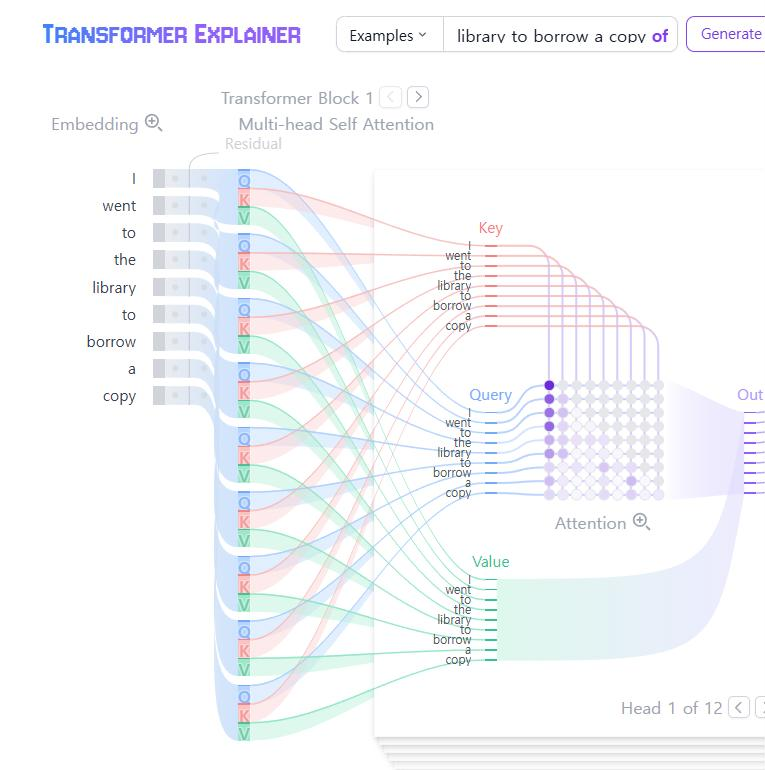 TRANSFORMER EXPLAINER
Examples
library to borrow a copy of
Generate
Transformer Block 1
Embedding
Multi-head Self Attention
Residual
I
went
to
the
library
to
borrow
a
copy
Q
K
V
Q
K
V
Q
K
V
Q
K
V
Q
K
V
Q
K
V
Q
K
V
Q
K
V
Q
K
V
Key
I
went
to
the
library
to
borrow
a
copy
Query
I
went
to
the
library
to
borrow
a
copy
Out
Attention
Value
I
went
to
the
library
to
borrow
a
copy
Head 1 of 12